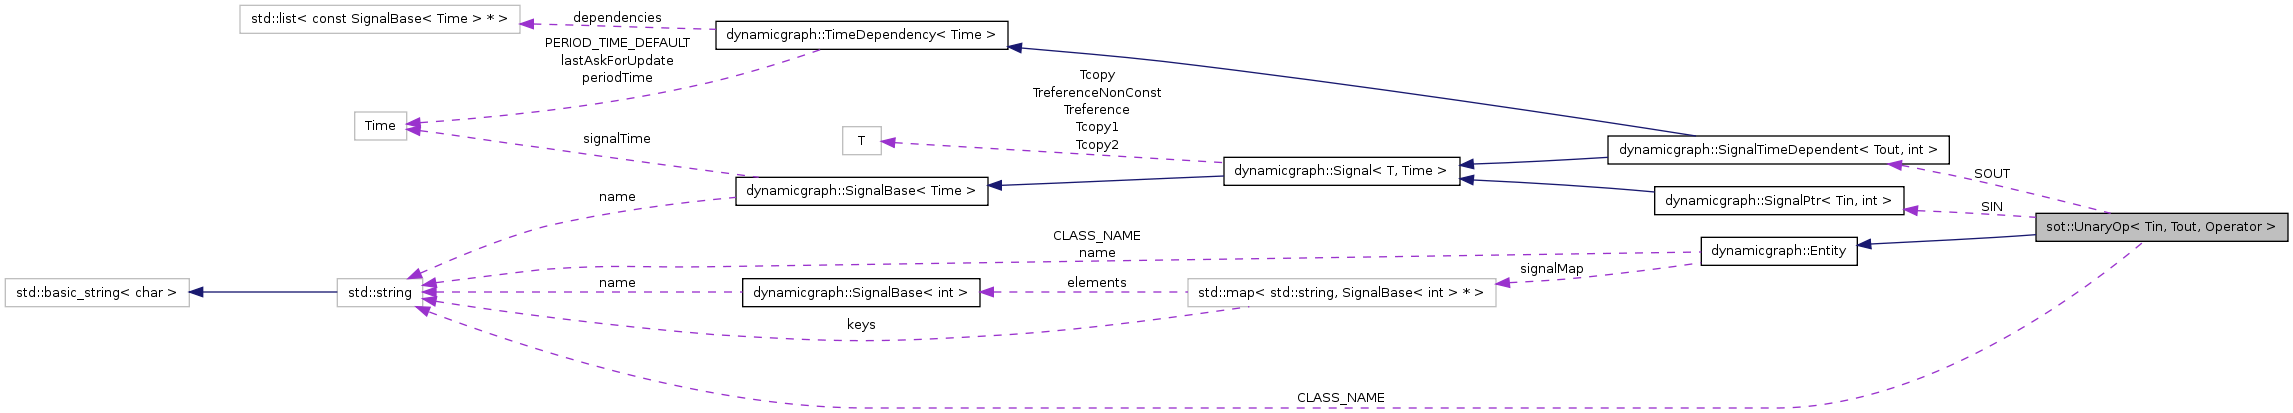 std::list< const SignalBase< Time > * >
dependencies
dynamicgraph::TimeDependency< Time >
PERIOD_TIME_DEFAULT
lastAskForUpdate
periodTime
Tcopy
TreferenceNonConst
Treference
Tcopy1
Tcopy2
Time
signalTime
T
dynamicgraph::SignalTimeDependent< Tout, int >
dynamicgraph::Signal< T, Time >
SOUT
dynamicgraph::SignalBase< Time >
name
dynamicgraph::SignalPtr< Tin, int >
SIN
sot::UnaryOp< Tin, Tout, Operator >
CLASS_NAME
name
dynamicgraph::Entity
signalMap
std::basic_string< char >
std::string
name
dynamicgraph::SignalBase< int >
elements
std::map< std::string, SignalBase< int > * >
keys
CLASS_NAME